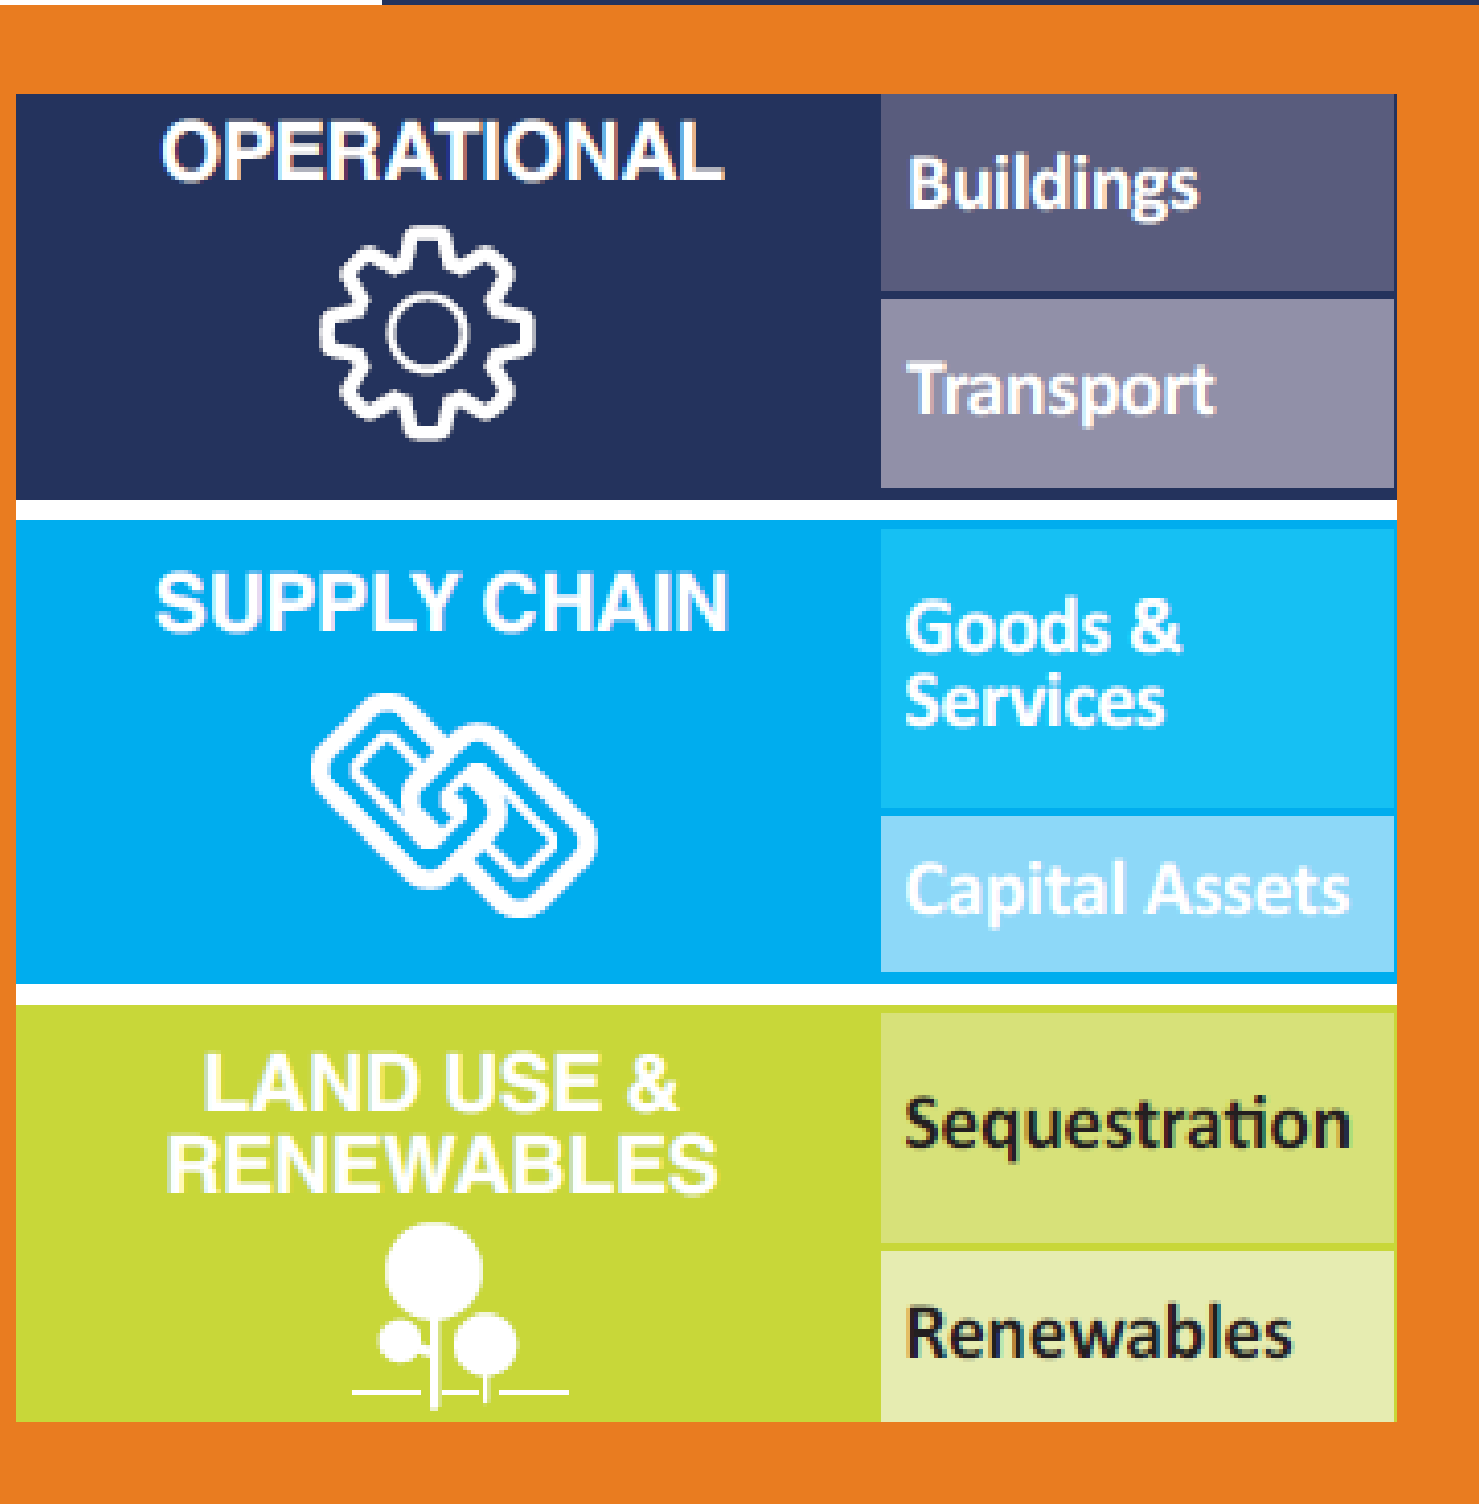 OPERATIONAL
Buildings
Transport
SUPPLY CHAIN
Goods &
Services
Capital Assets
LAND USE &
RENEWABLES
Sequestration
Renewables